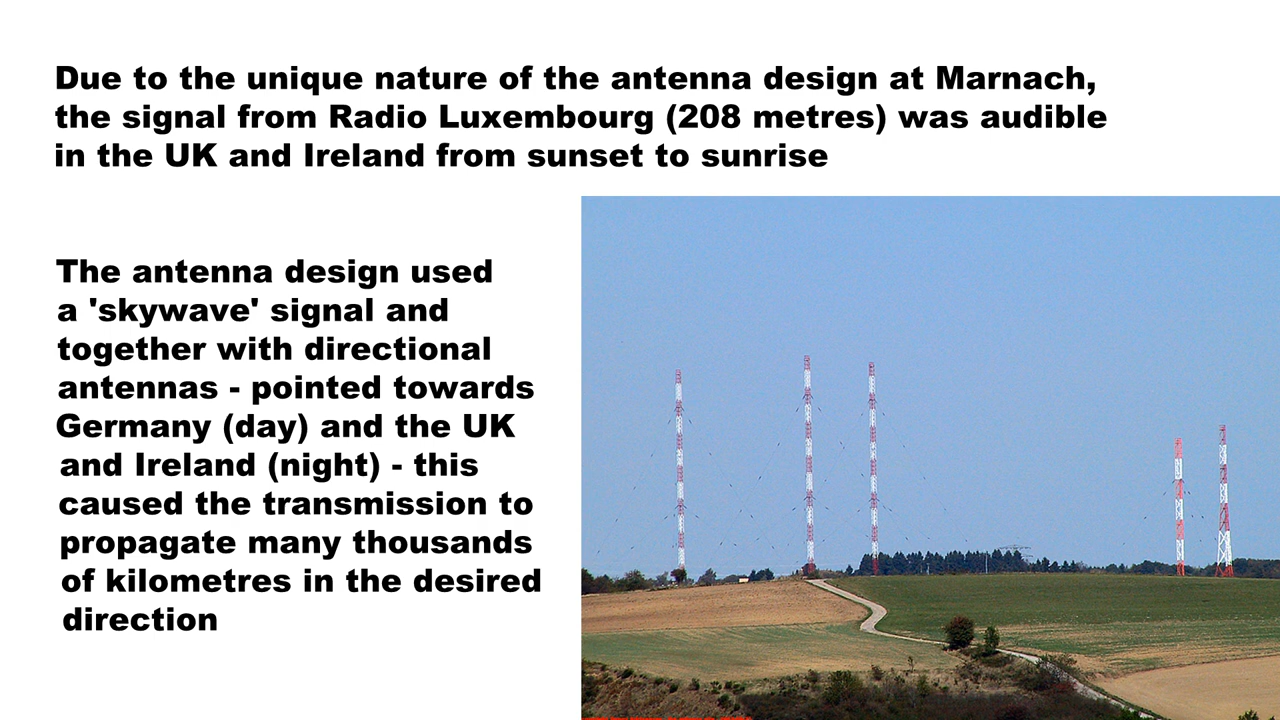 Due to the unique nature of the antenna design at Marnach,
the signal from Radio Luxembourg (208 metres) was audible
in the UK and Ireland from sunset to sunrise
The antenna design used
a 'skywave' signal and
together with directional
antennas - pointed towards
Germany (day) and the UK
and Ireland (night) - this
caused the transmission to
propagate many thousands
of kilometres in the desired
direction